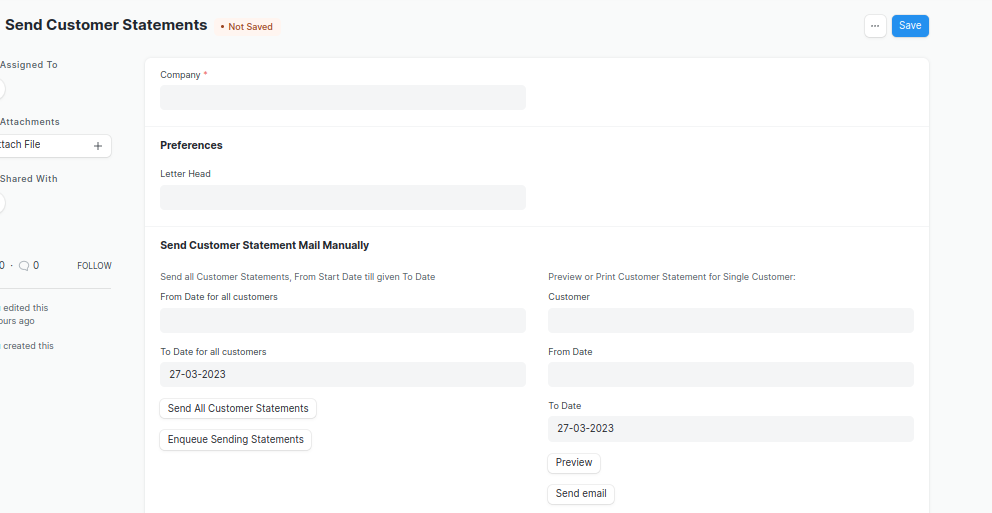 Send Customer Statements
• Not Saved
...
Save
Assigned To
Attachments
ttach File +
Shared With
0 · 0
FOLLOW
edited this
ours ago
created this
Company *
Preferences
Letter Head
Send Customer Statement Mail Manually
Send all Customer Statements, From Start Date till given To Date
From Date for all customers
To Date for all customers
27-03-2023
Send All Customer Statements
Enqueue Sending Statements
Preview or Print Customer Statement for Single Customer:
Customer
From Date
To Date
27-03-2023
Preview
Send email